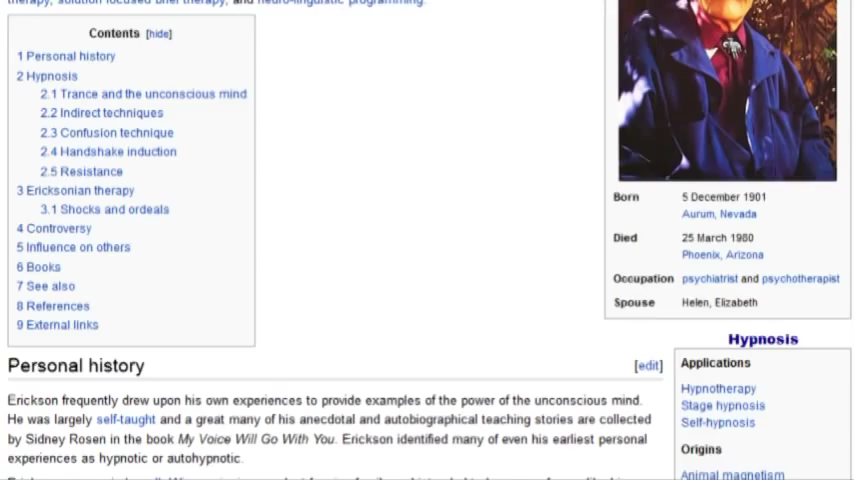 therapy, solution focused brief therapy, and neuro-linguistic programming.
Contents [hide]
1 Personal history
2 Hypnosis
2.1 Trance and the unconscious mind
2.2 Indirect techniques
2.3 Confusion technique
2.4 Handshake induction
2.5 Resistance
3 Ericksonian therapy
3.1 Shocks and ordeals
4 Controversy
5 Influence on others
6 Books
7 See also
8 References
9 External links
Born 5 December 1901
Aurum, Nevada
Died 25 March 1980
Phoenix, Arizona
Occupation psychiatrist and psychotherapist
Spouse Helen, Elizabeth
Hypnosis
Applications
Hypnotherapy
Stage hypnosis
Self-hypnosis
Origins
Animal magnetism
Personal history [edit]
Erickson frequently drew upon his own experiences to provide examples of the power of the unconscious mind.
He was largely self-taught and a great many of his anecdotal and autobiographical teaching stories are collected
by Sidney Rosen in the book My Voice Will Go With You. Erickson identified many of even his earliest personal
experiences as hypnotic or autohypnotic.